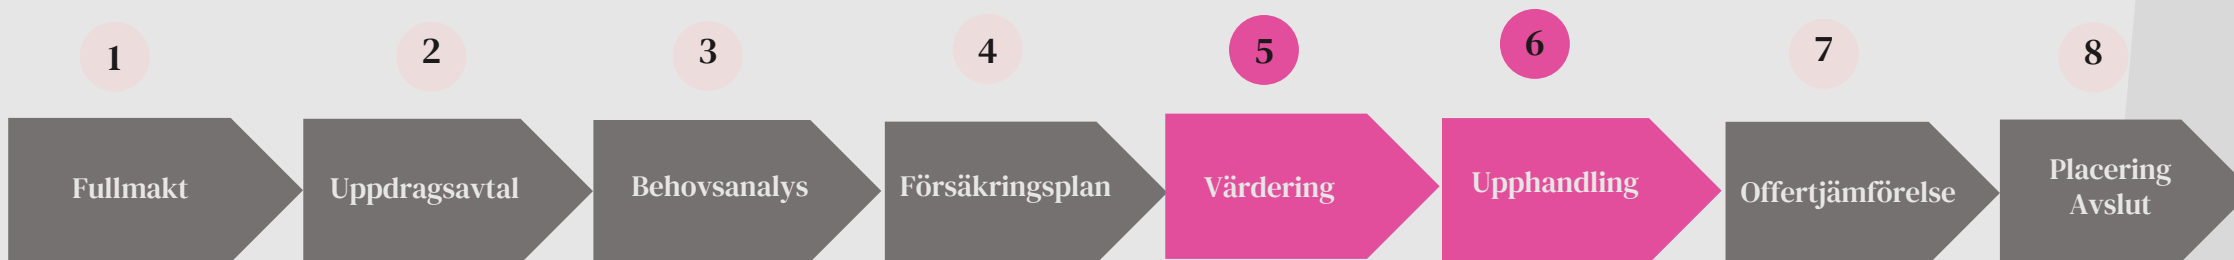 1
2
3
4
5
6
7
8
Fullmakt
Uppdragsavtal
Behovsanalys
Försäkringsplan
Värdering
Upphandling
Offertjämförelse
Placering
Avslut